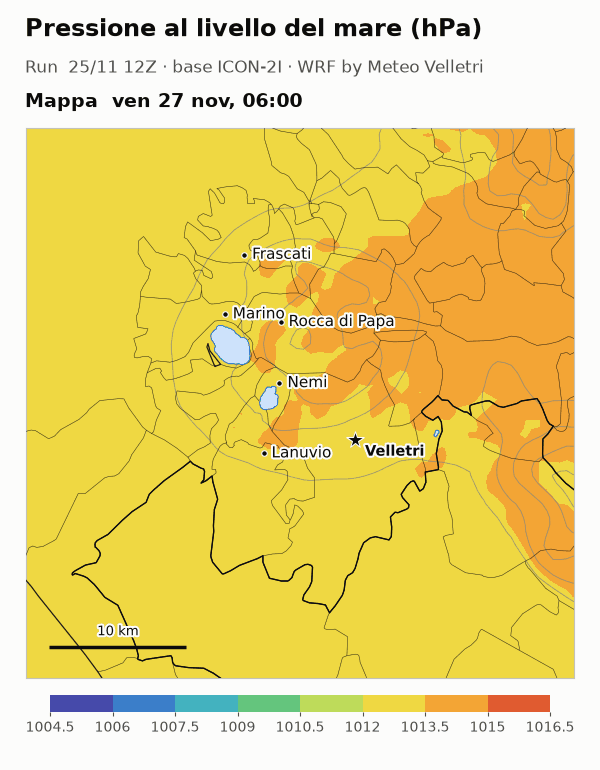 Pressione al livello del mare (hPa)
Run  25/11 12Z · base ICON-2I · WRF by Meteo Velletri
Mappa  ven 27 nov, 06:00
Frascati
Marino
Rocca di Papa
Nemi
Velletri
Lanuvio
10 km
1004.5 1006 1007.5 1009 1010.5 1012 1013.5 1015 1016.5